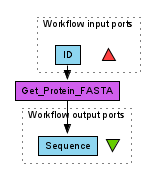 Workflow input ports
ID
Get_Protein_FASTA
Workflow output ports
Sequence